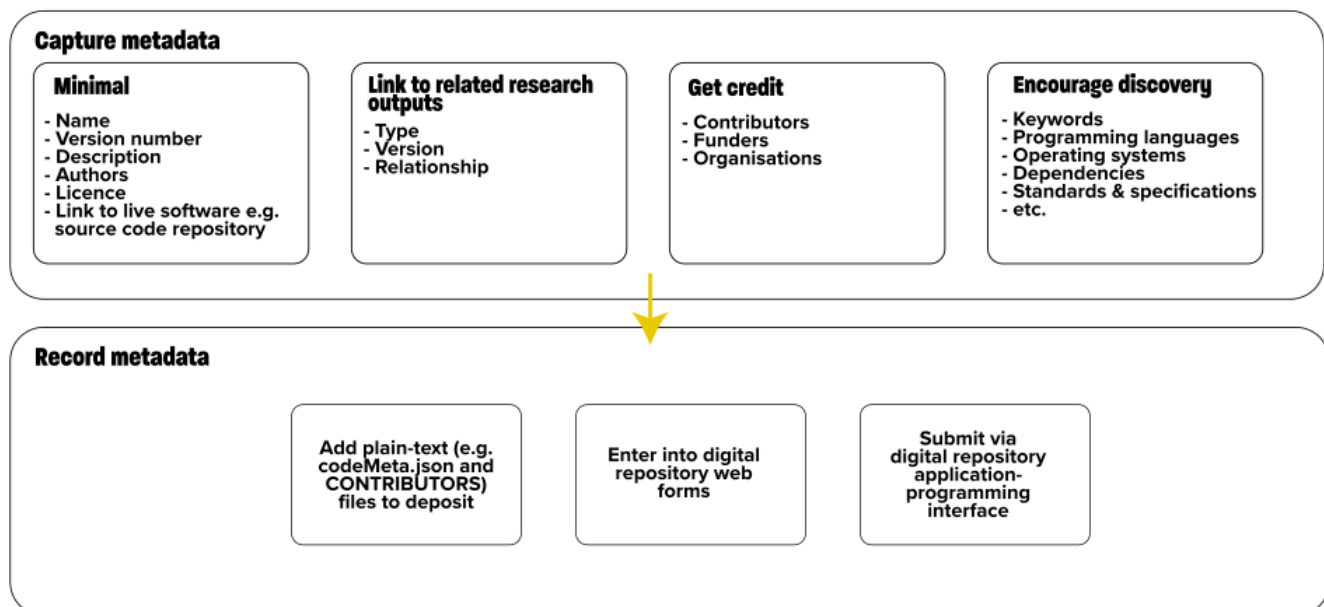 Capture metadata
Minimal
- Name
- Version number
- Description
- Authors
- Licence
- Link to live software e.g.
source code repository
Link to related research
outputs
- Type
- Version
- Relationship
Get credit
- Contributors
- Funders
- Organisations
Encourage discovery
- Keywords
- Programming languages
- Operating systems
- Dependencies
- Standards & specifications
- etc.
Record metadata
Add plain-text (e.g.
codeMeta.json and
CONTRIBUTORS)
files to deposit
Enter into digital
repository web
forms
Submit via
digital repository
application-
programming
interface